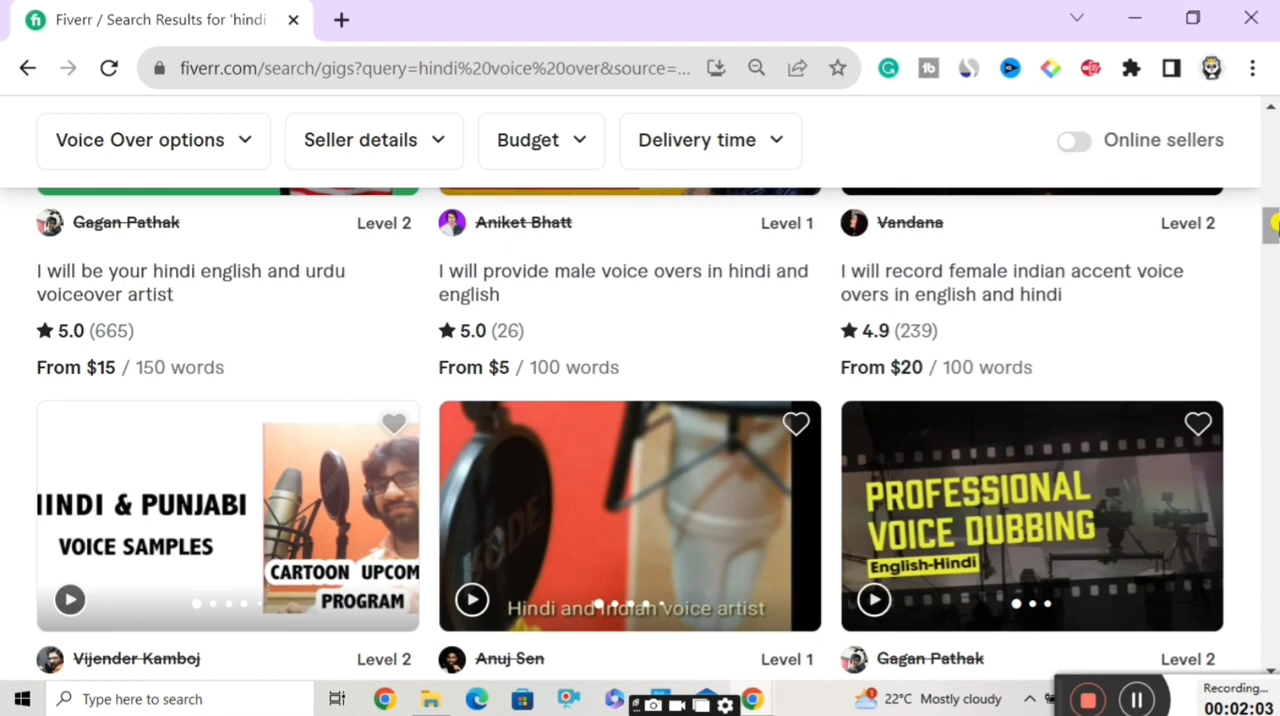 Fiverr / Search Results for 'hindi
fiverr.com/search/gigs?query=hindi%20voice%20over&source=...
Voice Over options
Seller details
Budget
Delivery time
Online sellers
Gagan Pathak
Level 2
Aniket Bhatt
Level 1
Vandana
Level 2
I will be your hindi english and urdu
voiceover artist
I will provide male voice overs in hindi and
english
I will record female indian accent voice
overs in english and hindi
5.0 (665)
5.0 (26)
4.9 (239)
From $15 / 150 words
From $5 / 100 words
From $20 / 100 words
HINDI & PUNJABI
VOICE SAMPLES
CARTOON UPCOM
PROGRAM
Hindi and Indian voice artist
PROFESSIONAL
VOICE DUBBING
English-Hindi
Vijender Kamboj
Level 2
Anuj Sen
Level 1
Gagan Pathak
Level 2
Type here to search
22°C Mostly cloudy
Recording...
00:02:03